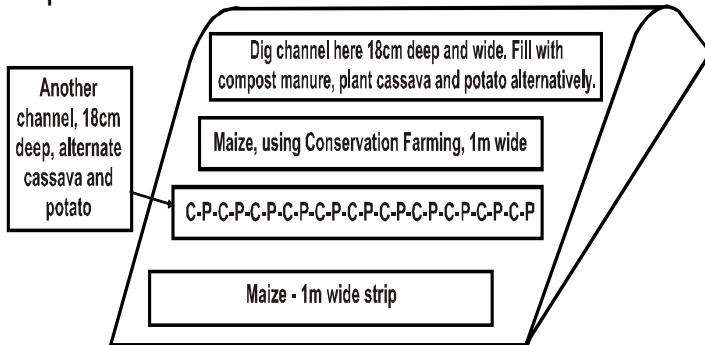 Dig channel here 18cm deep and wide. Fill with
compost manure, plant cassava and potato alternatively.
Another
channel, 18cm
deep, alternate
cassava and
potato
Maize, using Conservation Farming, 1m wide
C-P-C-P-C-P-C-P-C-P-C-P-C-P-C-P-C-P-C-P-C-P
Maize - 1m wide strip